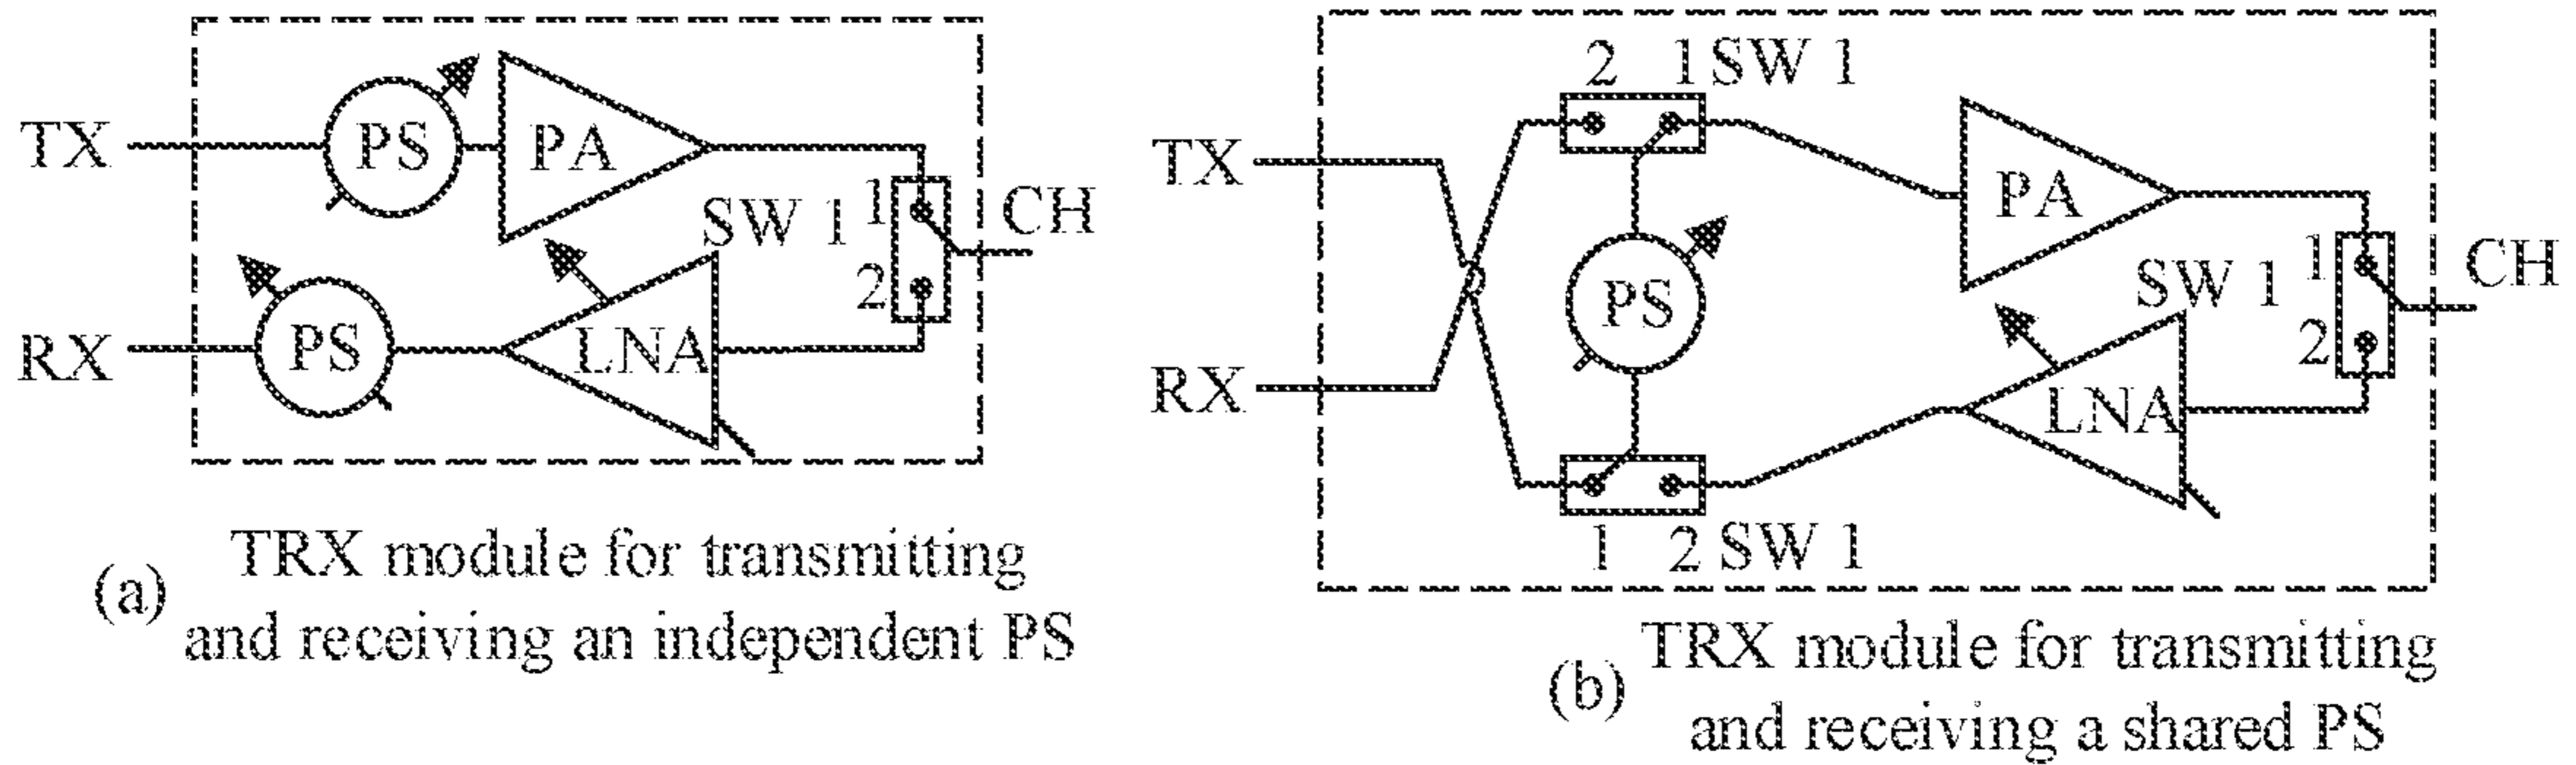 TX
PS
PA
SW 1
1
2
CH
RX
PS
LNA
(a) TRX module for transmitting
and receiving an independent PS
2 1 SW 1
TX
PA
PS
SW 1
1
2
CH
RX
LNA
1 2 SW 1
(b) TRX module for transmitting
and receiving a shared PS